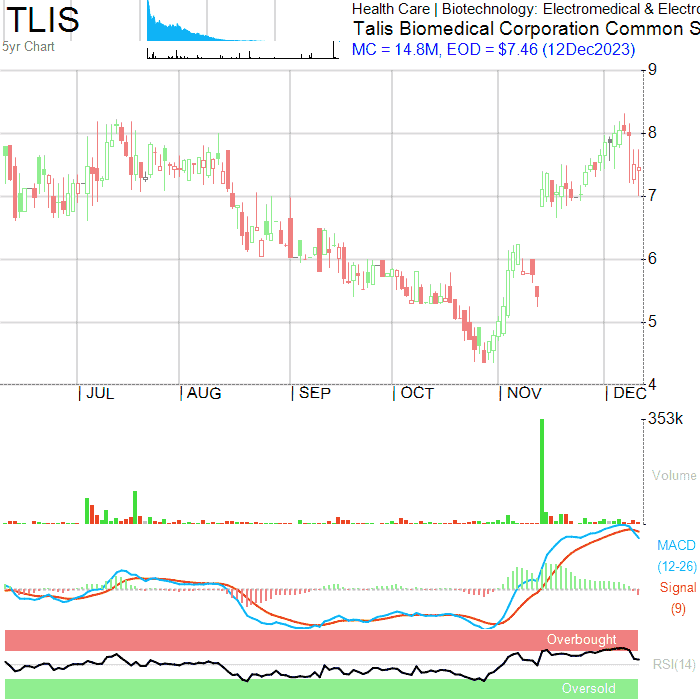 TLIS
5yr Chart
Health Care | Biotechnology: Electromedical & Electro
Talis Biomedical Corporation Common S
MC = 14.8M, EOD = $7.46 (12Dec2023)
9
8
7
6
5
4
| JUL | AUG | SEP | OCT | NOV | DEC
353k
Volume
MACD
(12-26)
Signal
(9)
Overbought
RSI(14)
Oversold